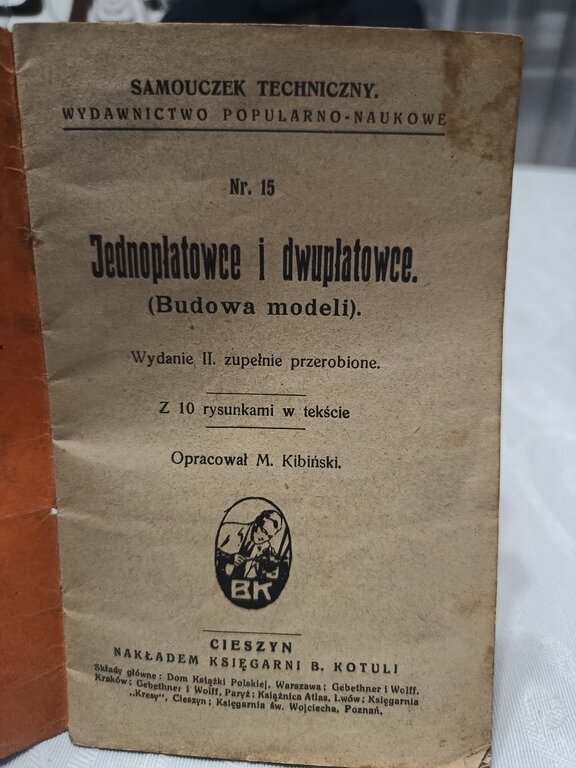 SAMOUCZEK TECHNICZNY.
WYDAWNICTWO POPULARNO-NAUKOWE
Nr. 15
Jednopłatowce i dwupłatowce.
(Budowa modeli).
Wydanie II. zupełnie przerobione.
Z 10 rysunkami w tekście
Opracował M. Kibiński.
BK
CIESZYN
NAKŁADEM KSIĘGARNI B. KOTULI
Składy główne: Dom Książki Polskiej, Warszawa; Gebethner i Wolff,
Kraków; Gebethner i Wolff, Paryż; Książnica Atlas, Lwów; Księgarnia
„Kresy", Cieszyn; Księgarnia św. Wojciecha, Poznań.